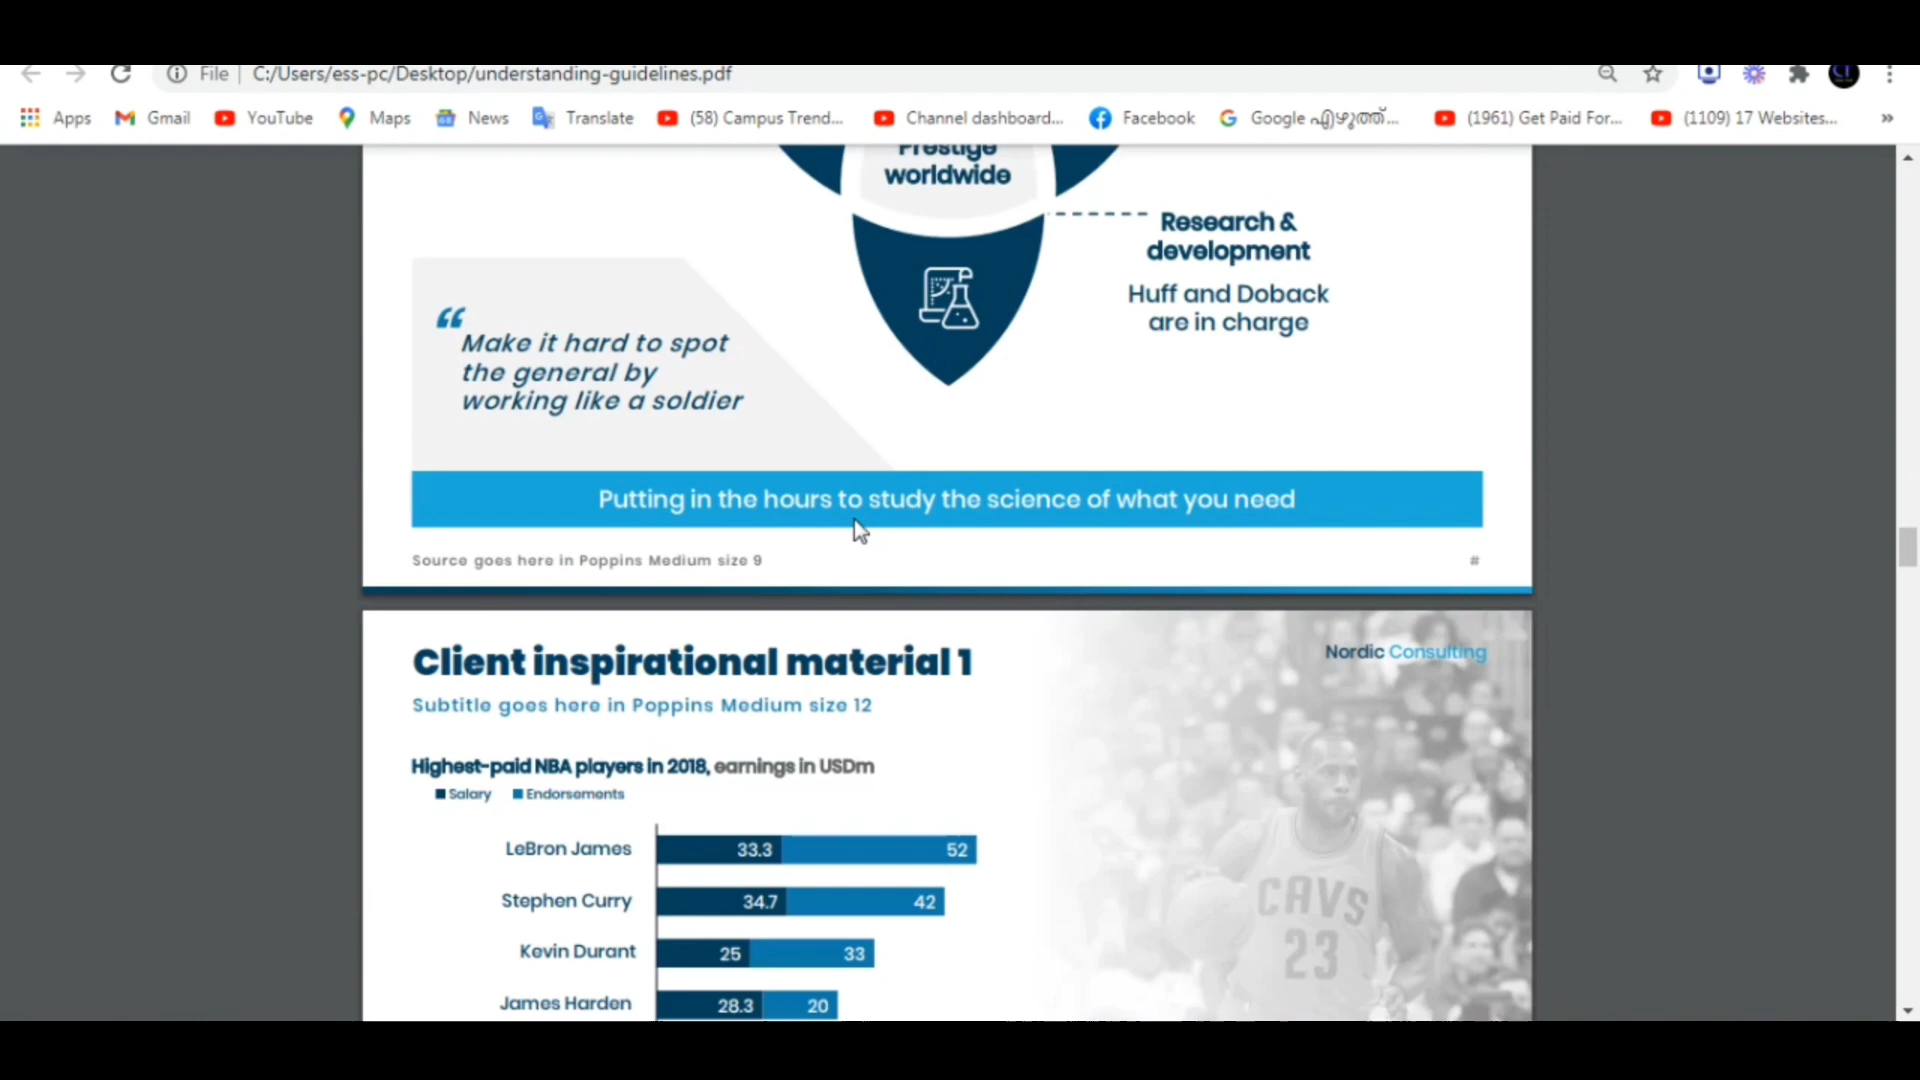 File | C:/Users/ess-pc/Desktop/understanding-guidelines.pdf
Apps Gmail YouTube Maps News Translate (58) Campus Trend... Channel dashboard... Facebook Google എഴുത്ത്... (1961) Get Paid For... (1109) 17 Websites... »
Prestige
worldwide
Research &
development
Huff and Doback
are in charge
“
Make it hard to spot
the general by
working like a soldier
Putting in the hours to study the science of what you need
Source goes here in Poppins Medium size 9 #
Client inspirational material 1
Nordic Consulting
Subtitle goes here in Poppins Medium size 12
Highest-paid NBA players in 2018, earnings in USDm
Salary Endorsements
LeBron James 33.3 52
Stephen Curry 34.7 42
Kevin Durant 25 33
James Harden 28.3 20
CAVS
23